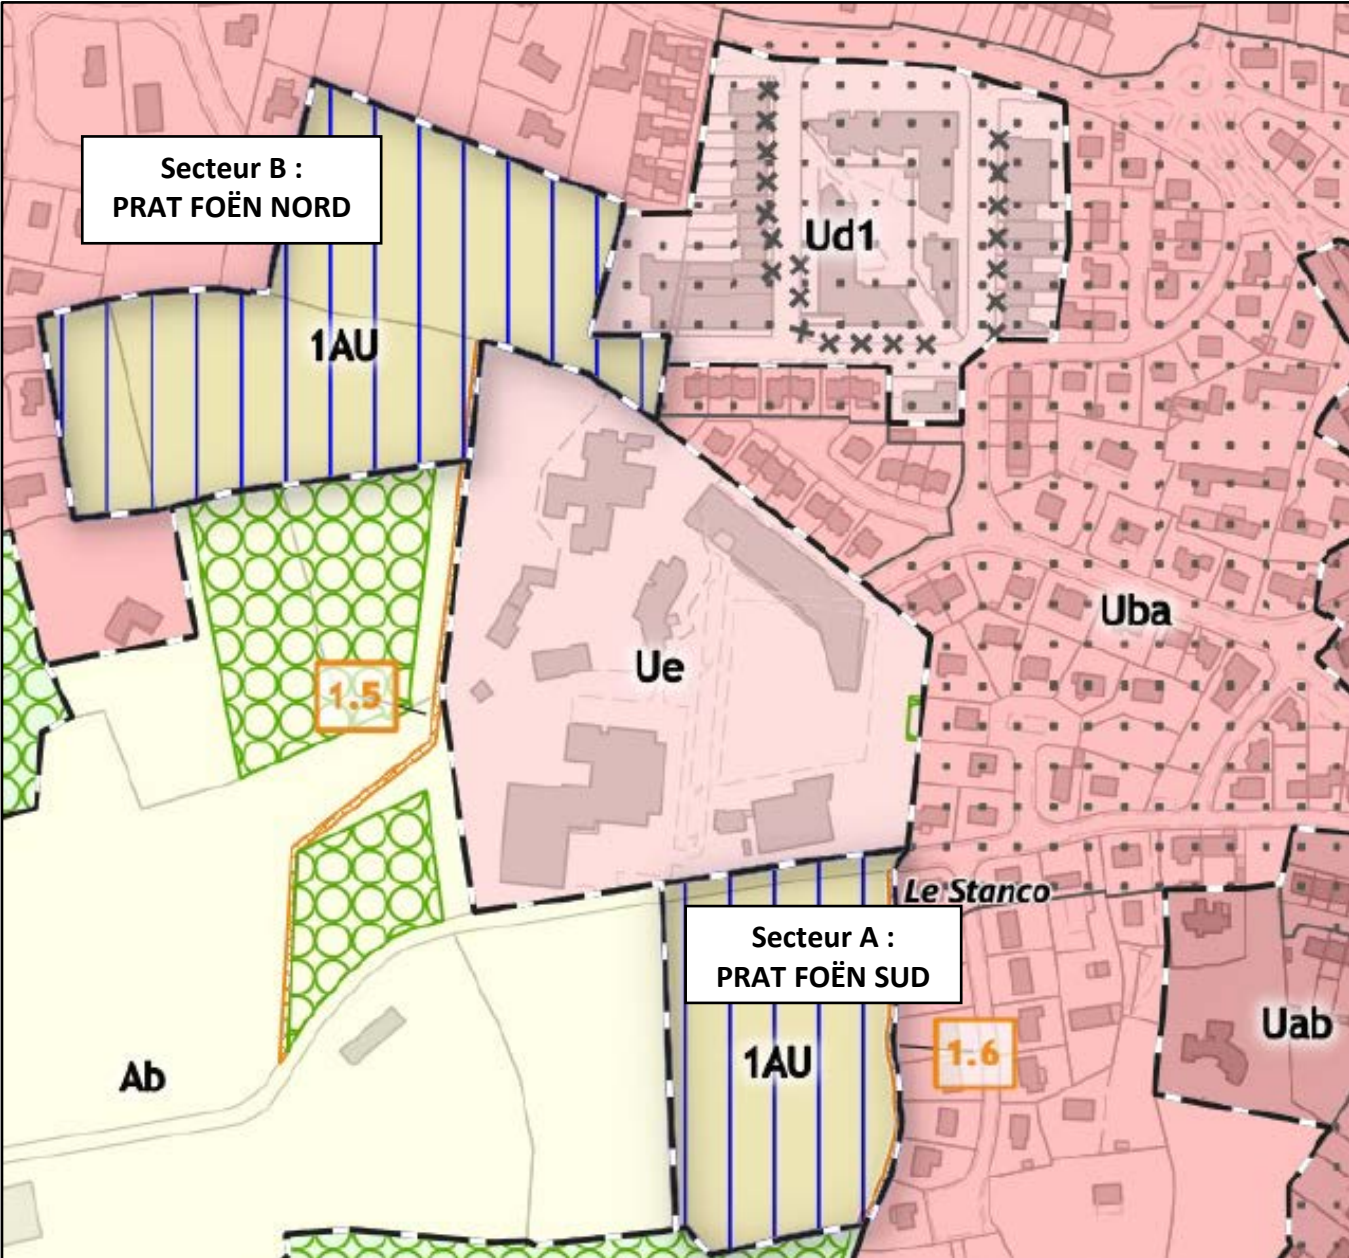 Secteur B :
PRAT FOËN NORD
Ud1
1AU
Uba
Ue
1.5
Le Stanco
Secteur A :
PRAT FOËN SUD
Uab
1.6
1AU
Ab